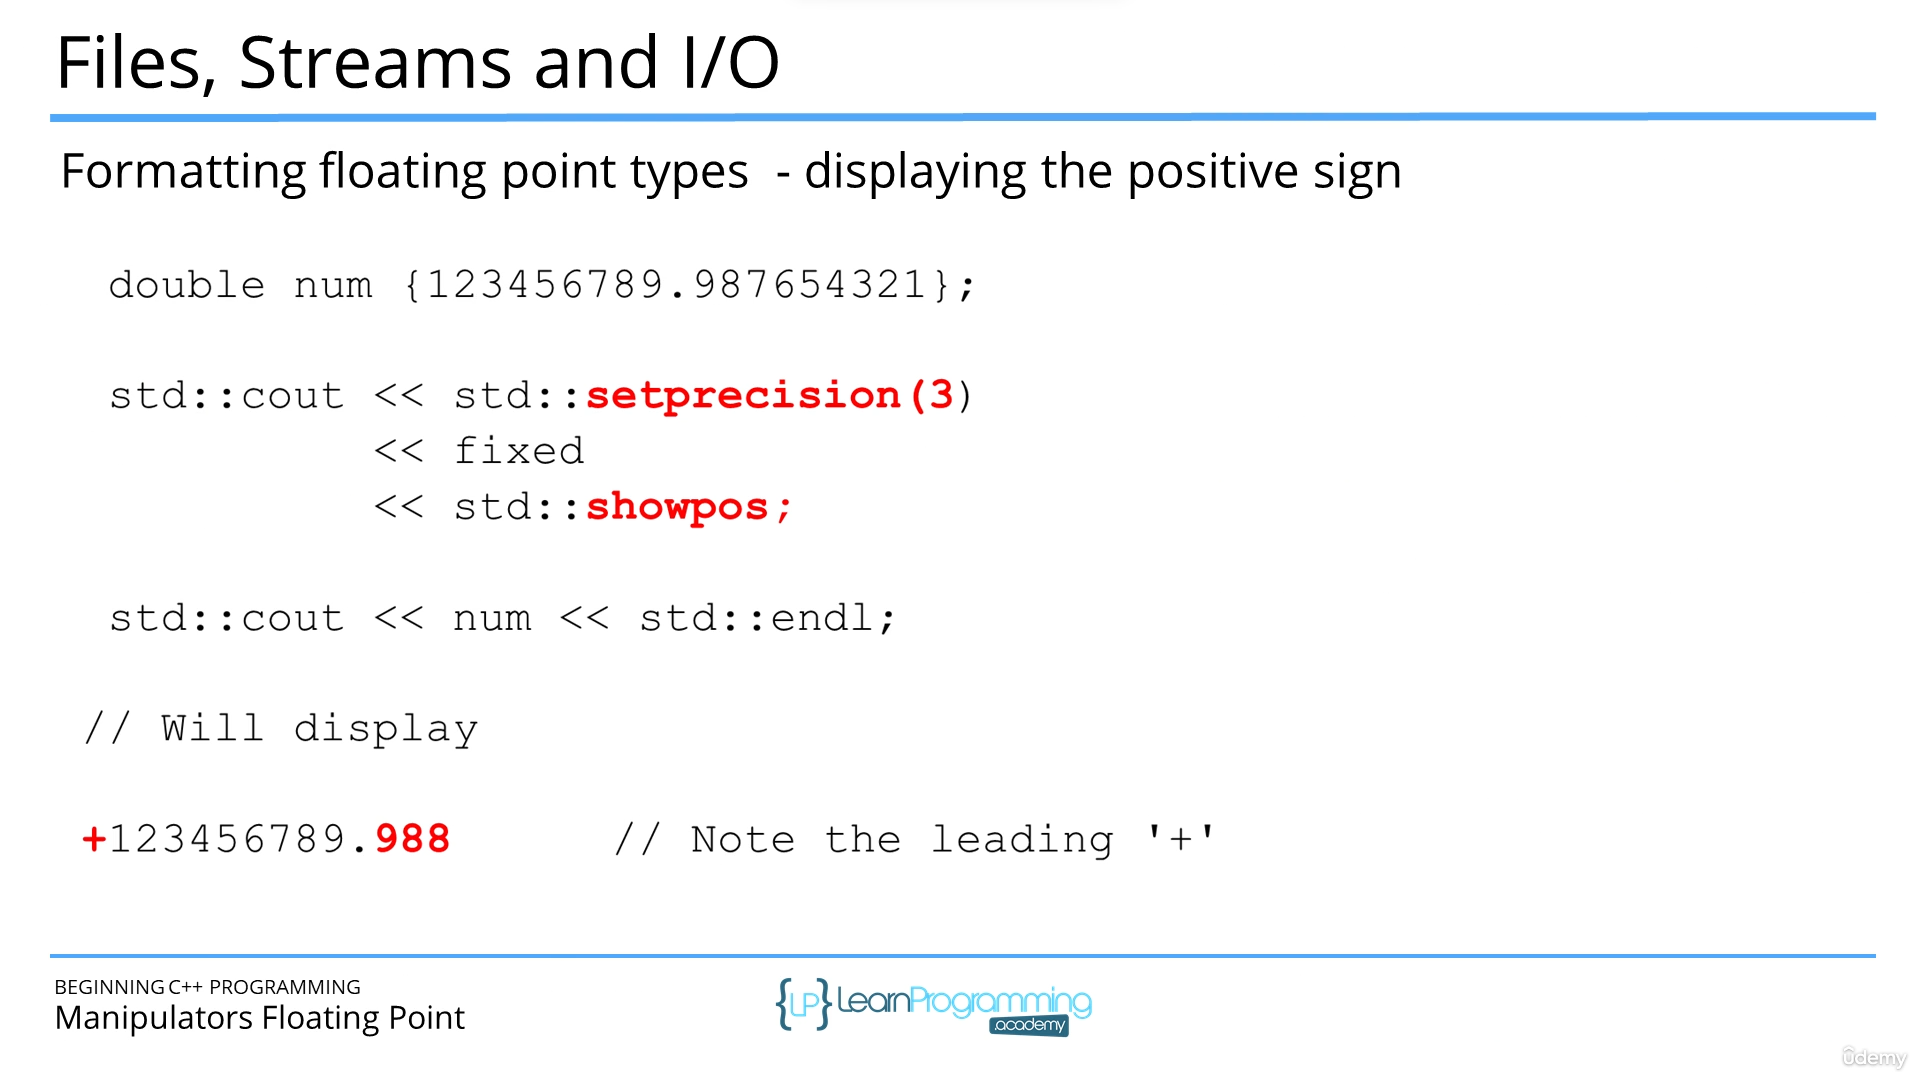 Files, Streams and I/O
Formatting floating point types - displaying the positive sign
double num {123456789.987654321};
std::cout << std::setprecision(3)
<< fixed
<< std::showpos;
std::cout << num << std::endl;
// Will display
+123456789.988 // Note the leading '+'
BEGINNING C++ PROGRAMMING
Manipulators Floating Point
{LP} LearnProgramming
.academy
ûdemy